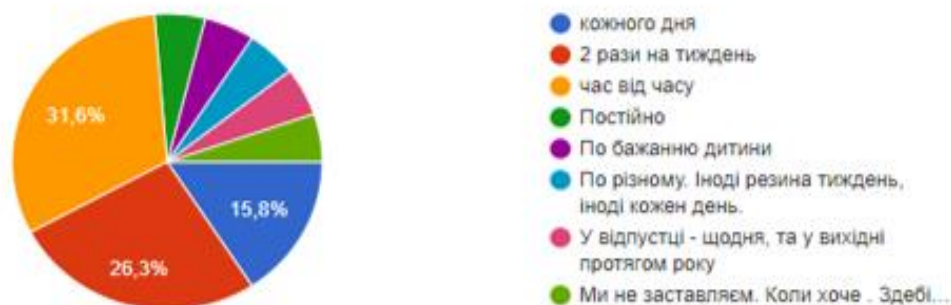 31,6%
26,3%
15,8%
кожного дня
2 рази на тиждень
час від часу
Постійно
По бажанню дитини
По різному. Іноді резина тиждень,
іноді кожен день.
У відпустці - щодня, та у вихідні
протягом року
Ми не заставляєм. Коли хоче . Здебі...